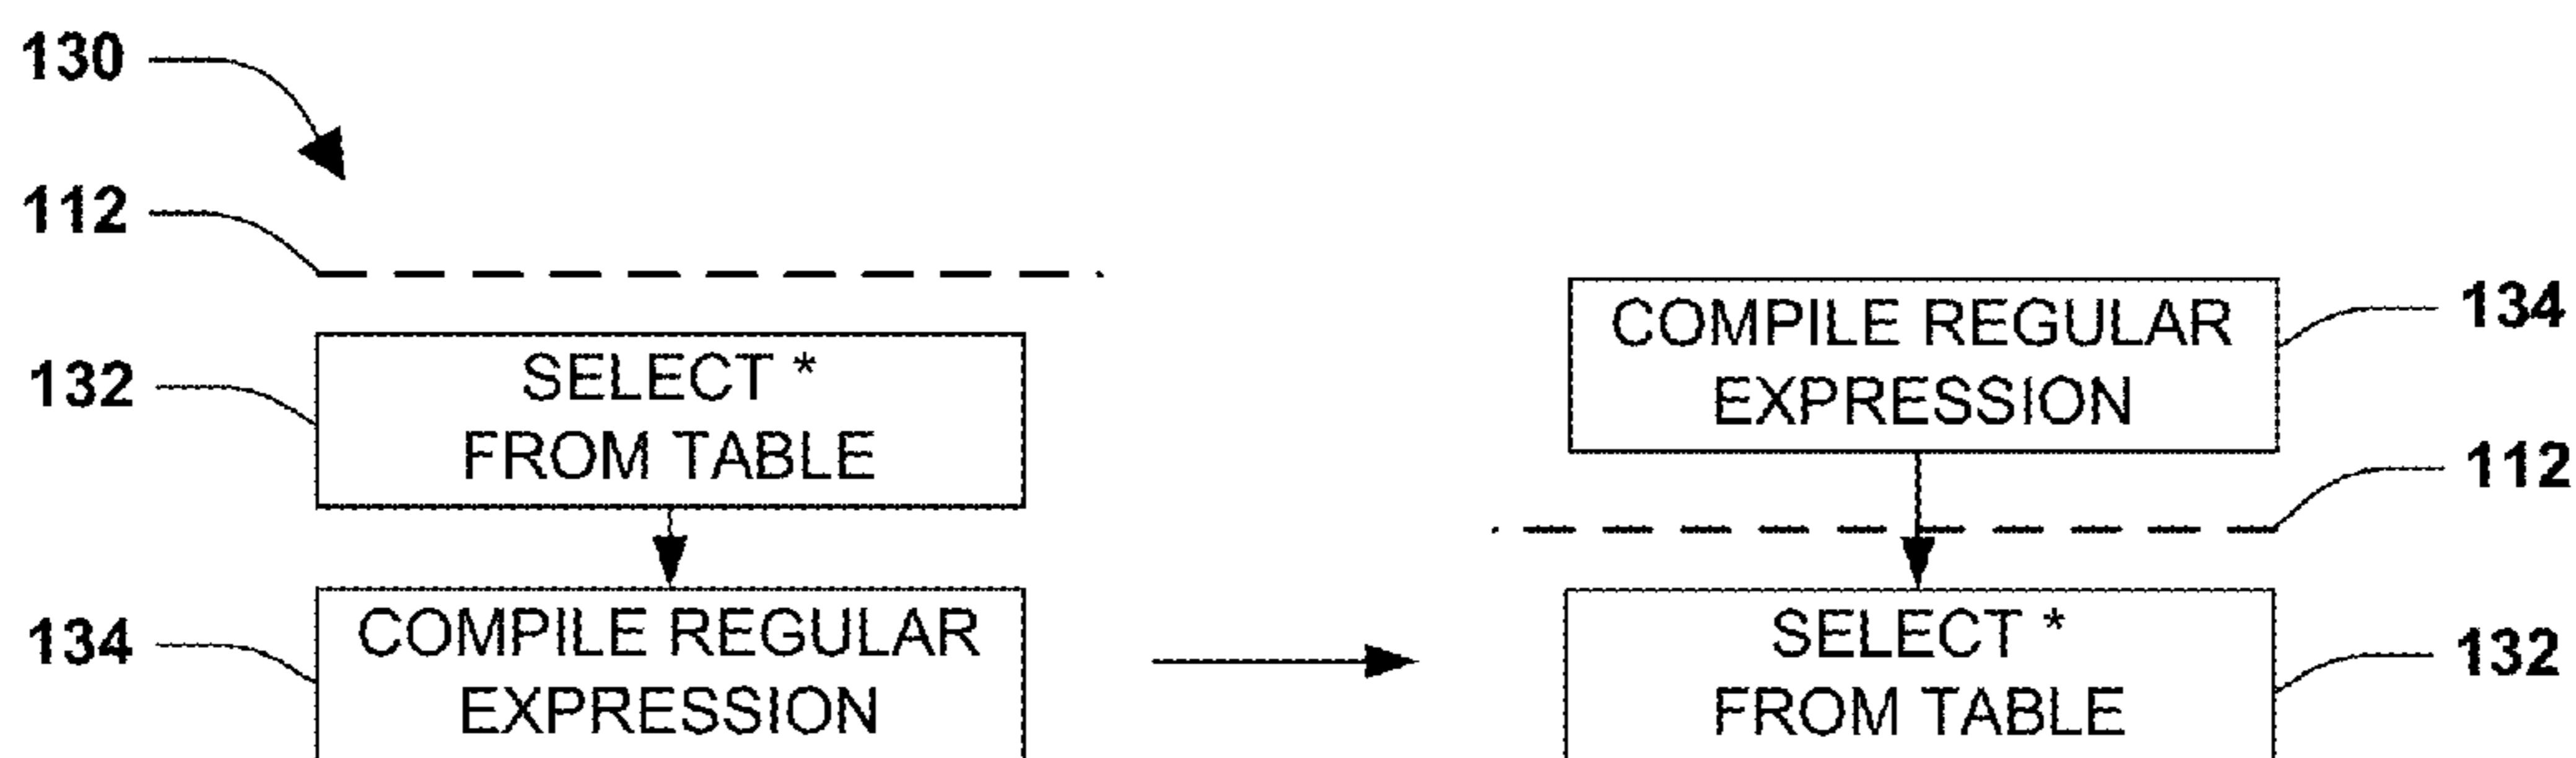 130
112
132
SELECT *
FROM TABLE
134
COMPILE REGULAR
EXPRESSION
COMPILE REGULAR
EXPRESSION
134
112
SELECT *
FROM TABLE
132